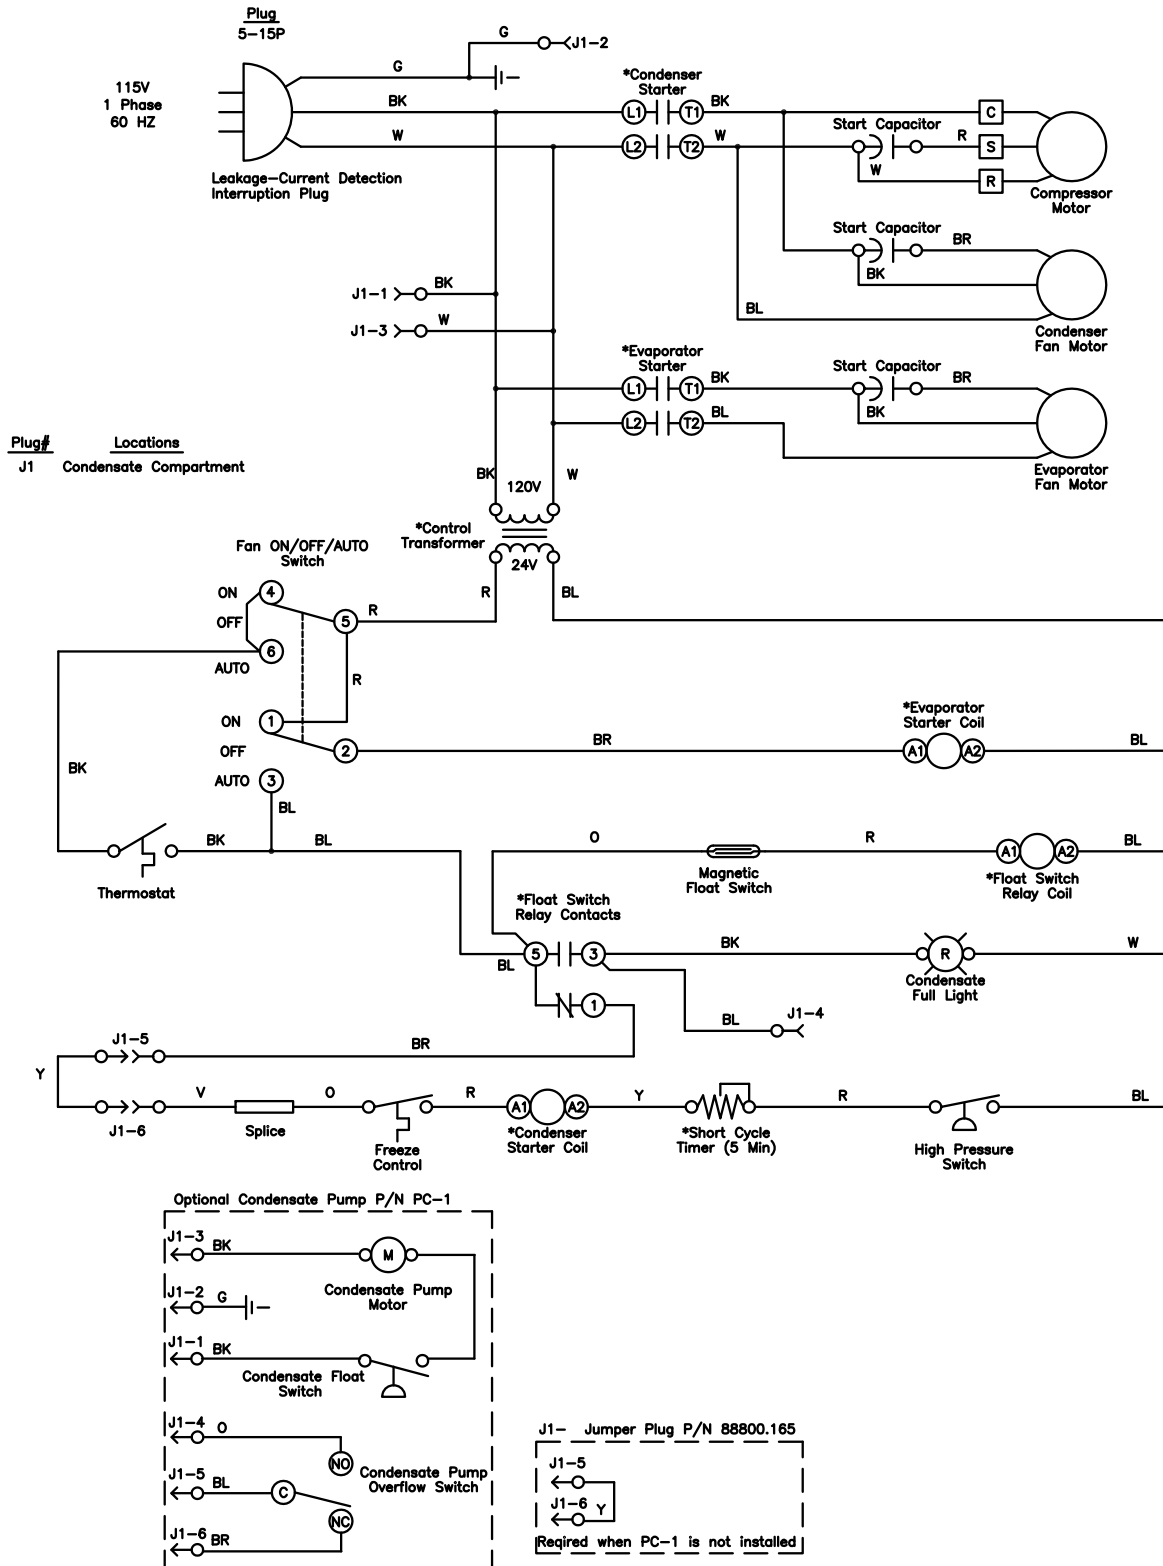 Plug
5-15P
G
J1-2
G
*Condenser
Starter
115V
1 Phase
60 HZ
BK
L1
T1
BK
C
Start Capacitor
W
L2
T2
W
R
S
W
R
Leakage-Current Detection
Interruption Plug
Compressor
Motor
Start Capacitor
BR
BK
J1-1
BK
J1-3
W
BL
Condenser
Fan Motor
*Evaporator
Starter
Start Capacitor
L1
T1
BK
BR
L2
T2
BL
BK
Plug#
Locations
J1
Condensate Compartment
Evaporator
Fan Motor
BK
120V
W
*Control
Transformer
24V
Fan ON/OFF/AUTO
Switch
R
BL
ON
4
OFF
5
R
6
AUTO
R
ON
1
OFF
2
BR
*Evaporator
Starter Coil
A1
A2
BL
BK
AUTO
3
BL
BK
BL
O
R
A1
A2
BL
Thermostat
Magnetic
Float Switch
*Float Switch
Relay Coil
*Float Switch
Relay Contacts
BL
5
3
BK
R
W
Condensate
Full Light
1
BL
J1-4
J1-5
BR
Y
V
O
R
A1
A2
Y
R
BL
J1-6
Splice
Freeze
Control
*Condenser
Starter Coil
*Short Cycle
Timer (5 Min)
High Pressure
Switch
Optional Condensate Pump P/N PC-1
J1-3
BK
M
Condensate Pump
Motor
J1-2
G
J1-1
BK
Condensate Float
Switch
J1-4
O
NO
Condensate Pump
Overflow Switch
J1-5
BL
C
NC
J1-6
BR
J1- Jumper Plug P/N 88800.165
J1-5
J1-6
Y
Reqired when PC-1 is not installed